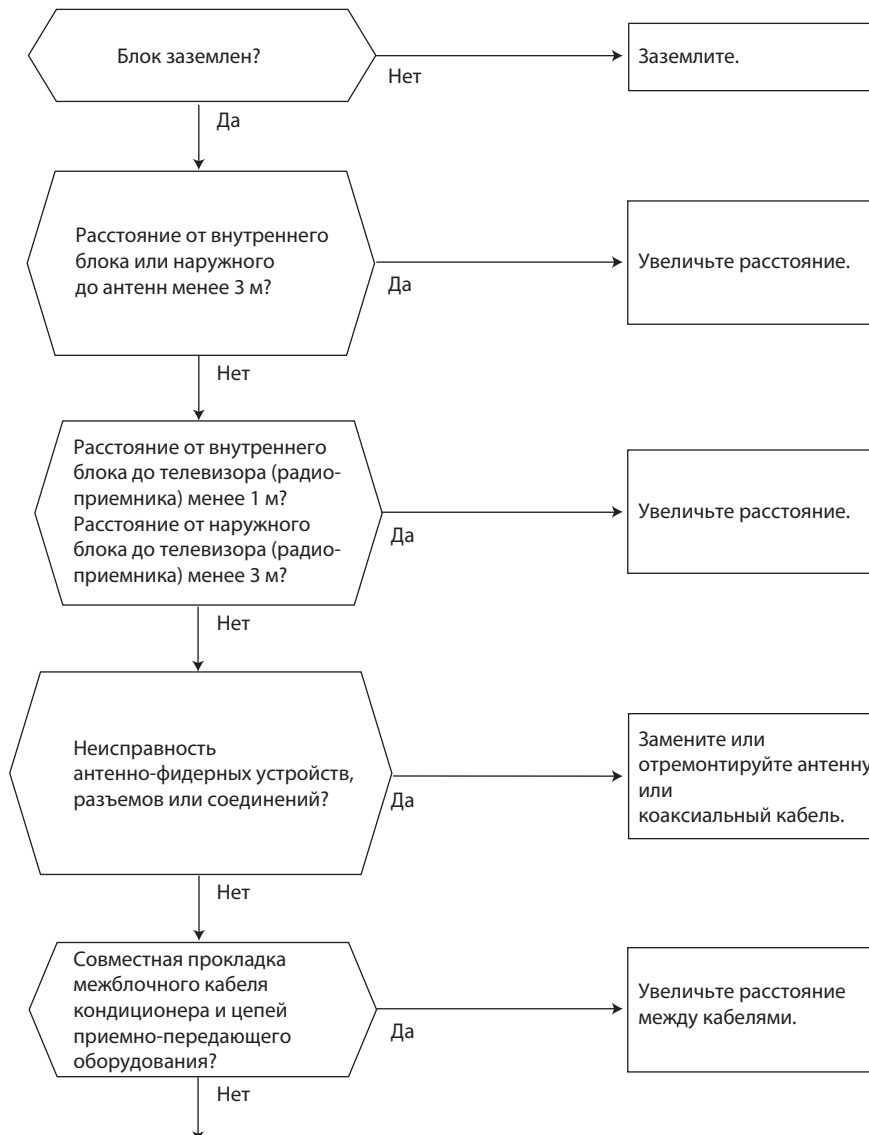 Блок заземлен?
Нет
Заземлите.
Да
Расстояние от внутреннего
блока или наружного
до антенн менее 3 м?
Да
Увеличьте расстояние.
Нет
Расстояние от внутреннего
блока до телевизора (радио-
приемника) менее 1 м?
Расстояние от наружного
блока до телевизора (радио-
приемника) менее 3 м?
Да
Увеличьте расстояние.
Нет
Неисправность
антенно-фидерных устройств,
разъемов или соединений?
Да
Замените или
отремонтируйте антенну
или
коаксиальный кабель.
Нет
Совместная прокладка
межблочного кабеля
кондиционера и цепей
приемно-передающего
оборудования?
Да
Увеличьте расстояние
между кабелями.
Нет